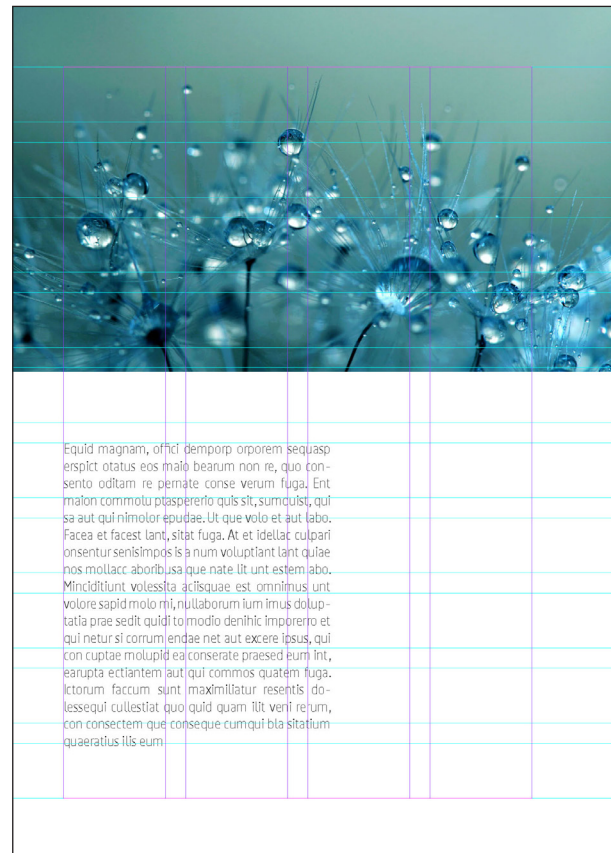 Equid magnam, offici demporp orporem sequasp
erspict otatus eos maio bearum non re, quo con-
sento oditam re pernate conse verum fuga. Ent
maion commolu ptaspererio quis sit, sumquist, qui
sa aut qui nimolor epudae. Ut que volo et aut labo.
Facea et facest lant, sitat fuga. At et idellac culpari
onsentur senisimpos is a num voluptiant lant quiae
nos mollacc aboribusa que nate lit unt estem abo.
Minciditiunt volessita aciisquae est omnimus unt
volore sapid molo mi, nullaborum ium imus dolup-
tatia prae sedit quidi to modio denihic imporerro et
qui netur si corrum endae net aut excere ipsus, qui
con cuptae molupid ea conserate praesed eum int,
earupta ectiantem aut qui commos quatem fuga.
Ictorum faccum sunt maximiliatur resentis do-
lessequi cullestiat quo quid quam ilit veni rerum,
con consectem que conseque cumqui bla sitatium
quaeratius ilis eum